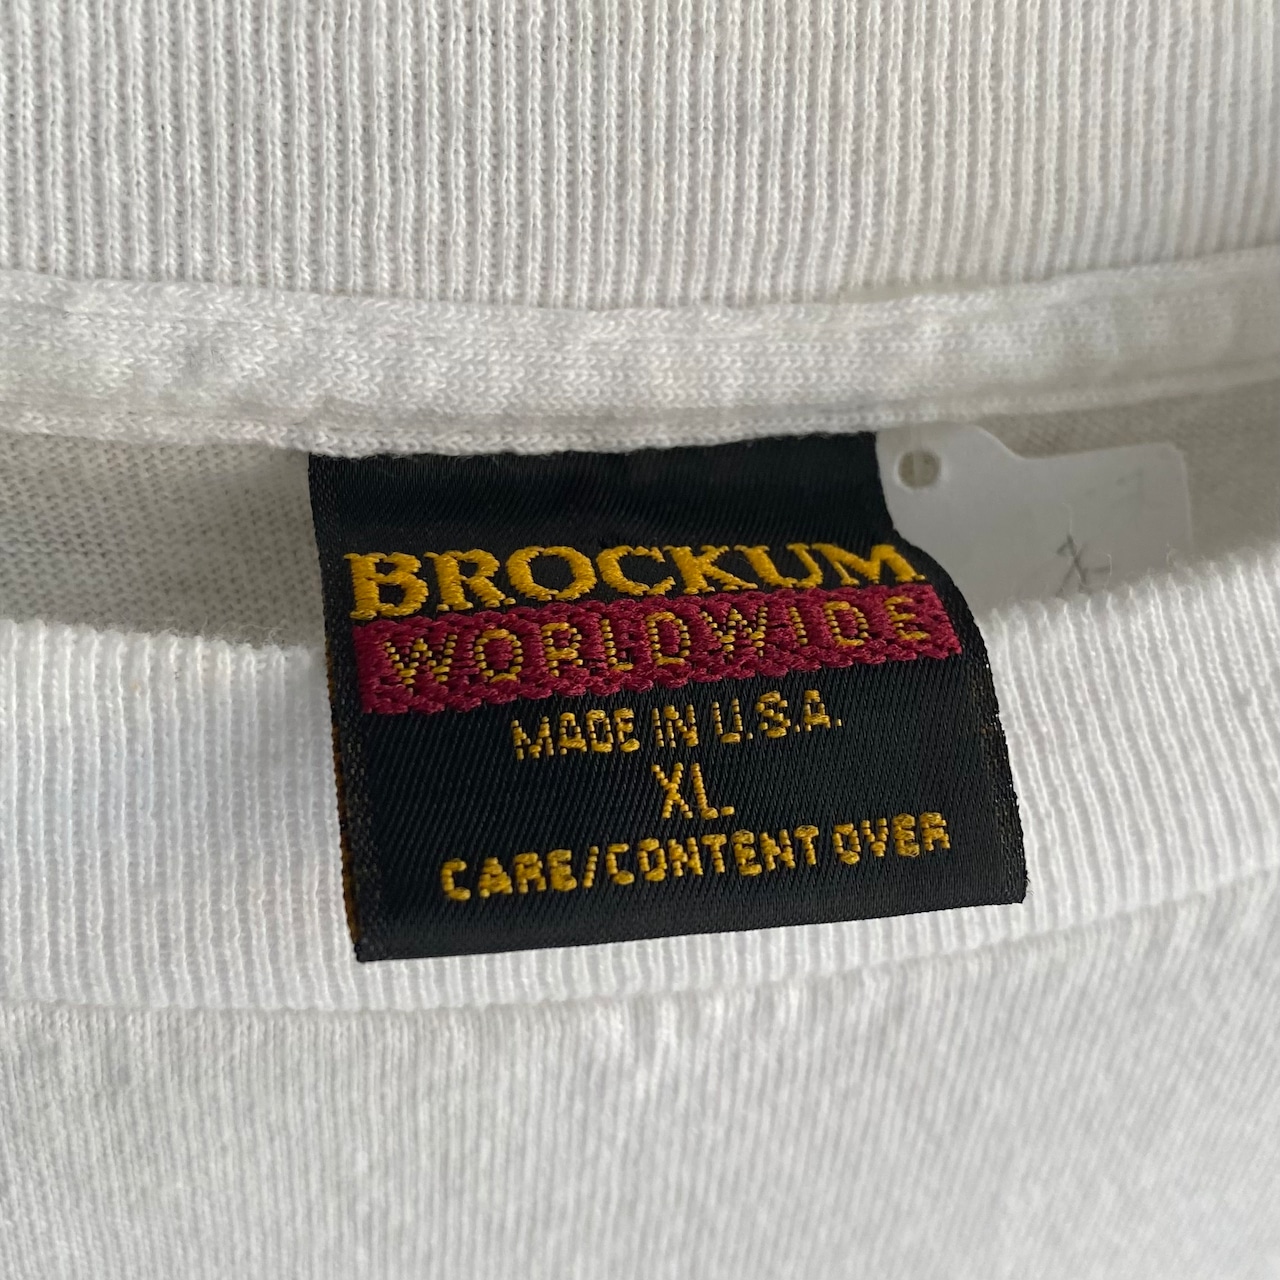 BROCKUM
WORLDWIDE
MADE IN U.S.A.
XL
CARE/CONTENT OVER